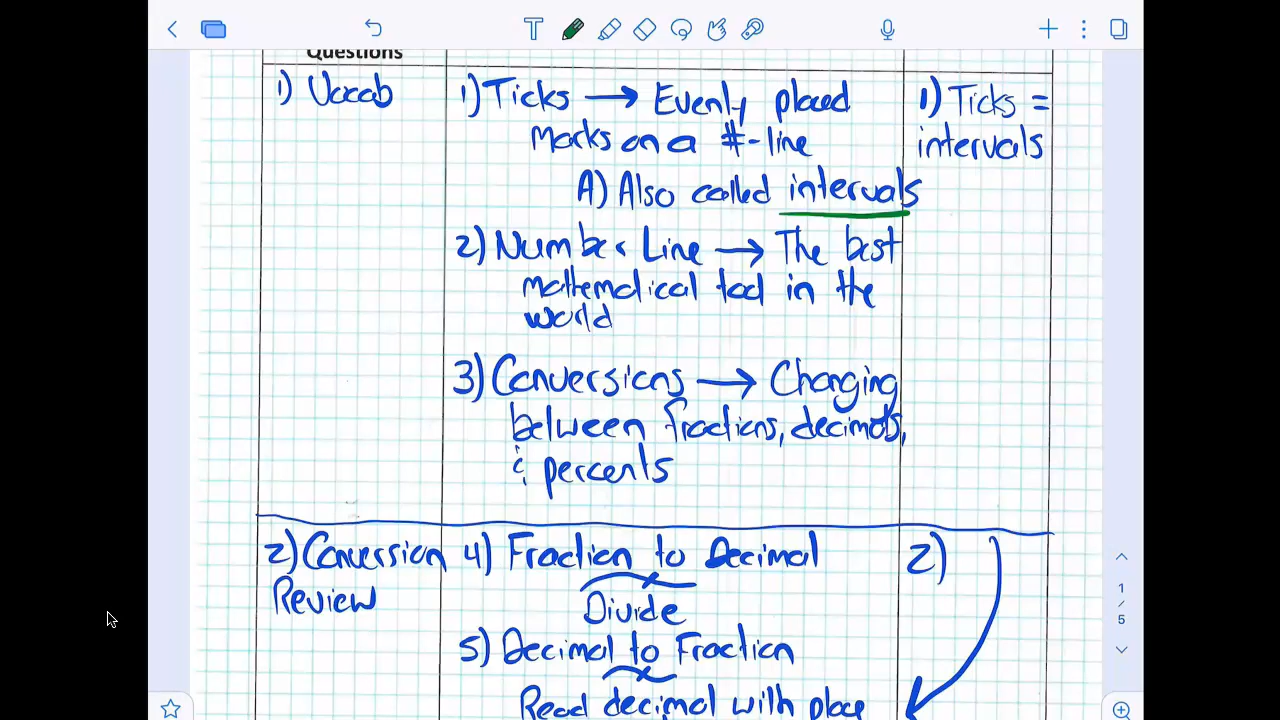 Questions
1) Vocab
1) Ticks → Evenly placed
marks on a #-line
A) Also called intervals
2) Number Line → The best
mathematical tool in the
world
3) Conversions → Changing
between fractions, decimals,
& percents
1) Ticks =
intervals
2) Conversion
Review
4) Fraction to Decimal
Divide
5) Decimal to Fraction
Read decimal with place
2)
1
/
5